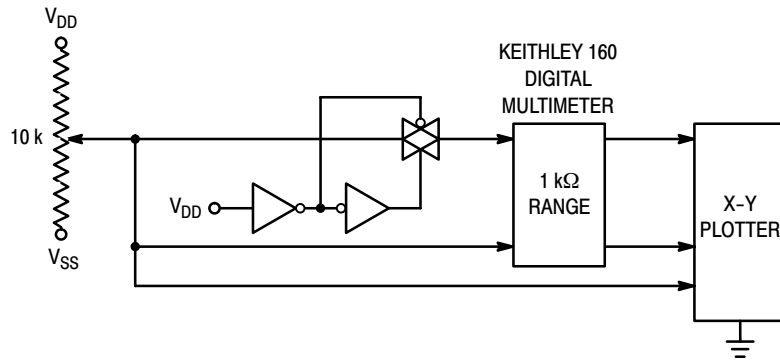 V_DD
10 k
V_SS
V_DD
KEITHLEY 160
DIGITAL
MULTIMETER
1 kΩ
RANGE
X-Y
PLOTTER